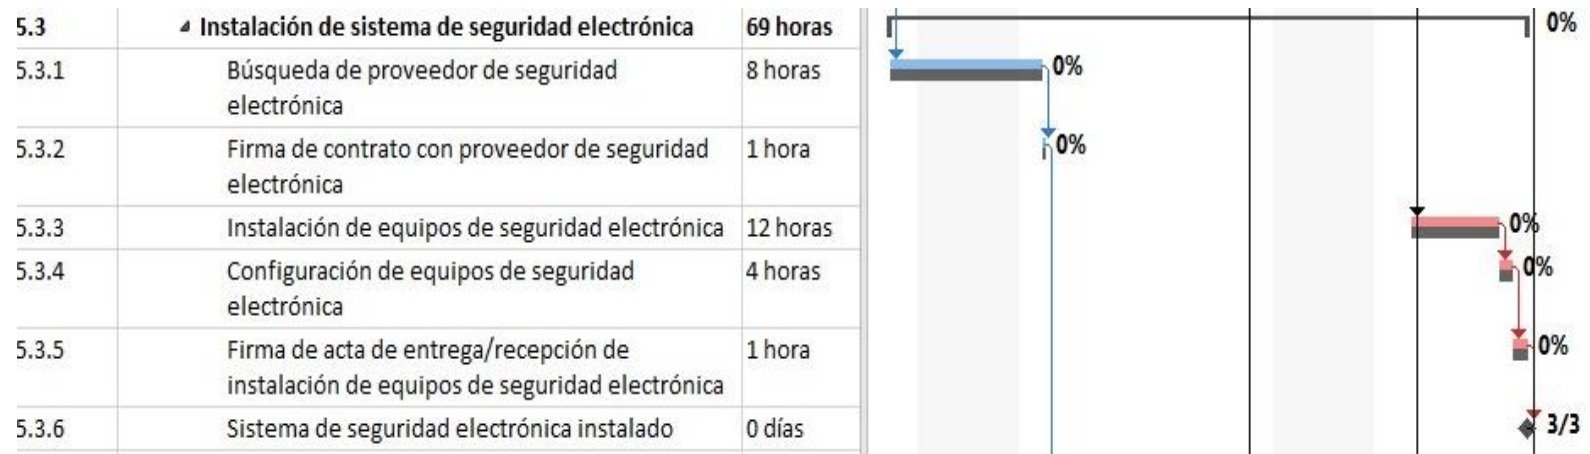 5.3 Instalación de sistema de seguridad electrónica 69 horas 0%
5.3.1 Búsqueda de proveedor de seguridad 8 horas 0%
electrónica
5.3.2 Firma de contrato con proveedor de seguridad 1 hora 0%
electrónica
5.3.3 Instalación de equipos de seguridad electrónica 12 horas 0%
5.3.4 Configuración de equipos de seguridad 4 horas 0%
electrónica
5.3.5 Firma de acta de entrega/recepción de 1 hora 0%
instalación de equipos de seguridad electrónica
5.3.6 Sistema de seguridad electrónica instalado 0 días 3/3